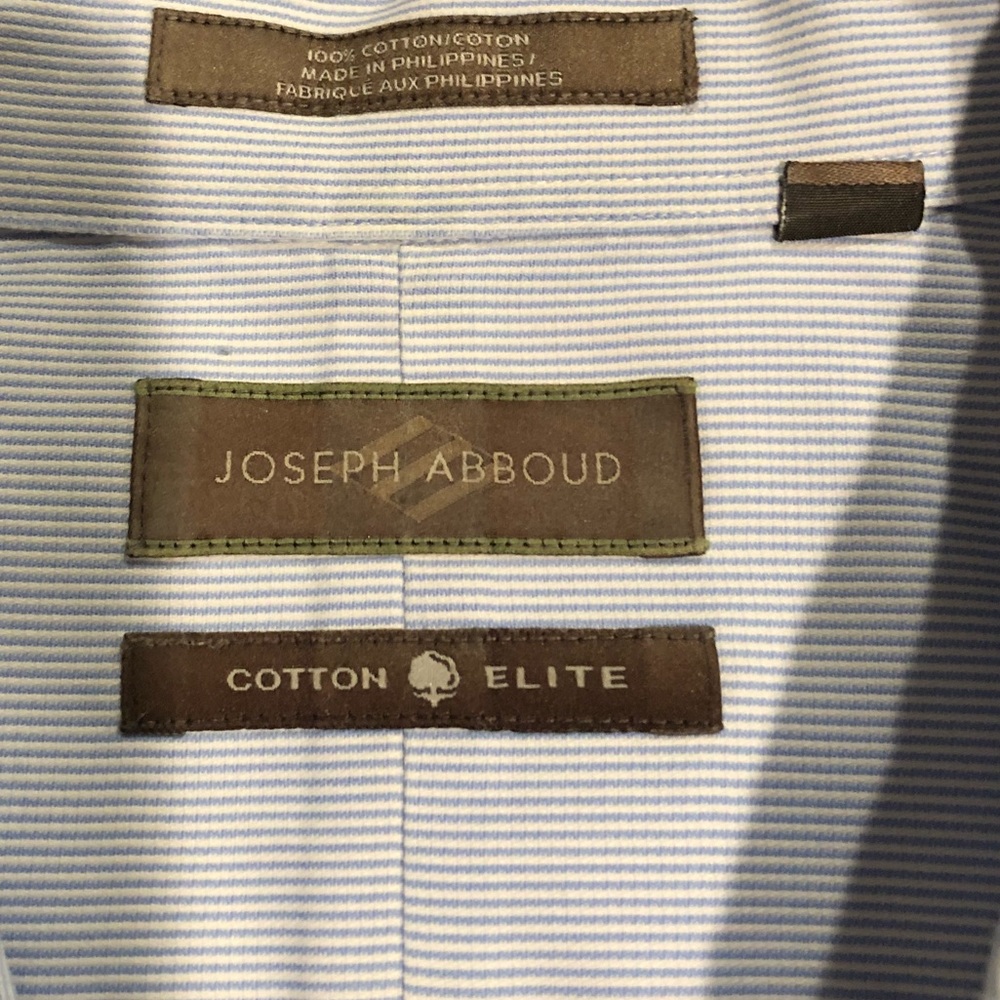 100% COTTON/COTON
MADE IN PHILIPPINES/
FABRIQUE AUX PHILIPPINES
JOSEPH ABBOUD
COTTON ELITE